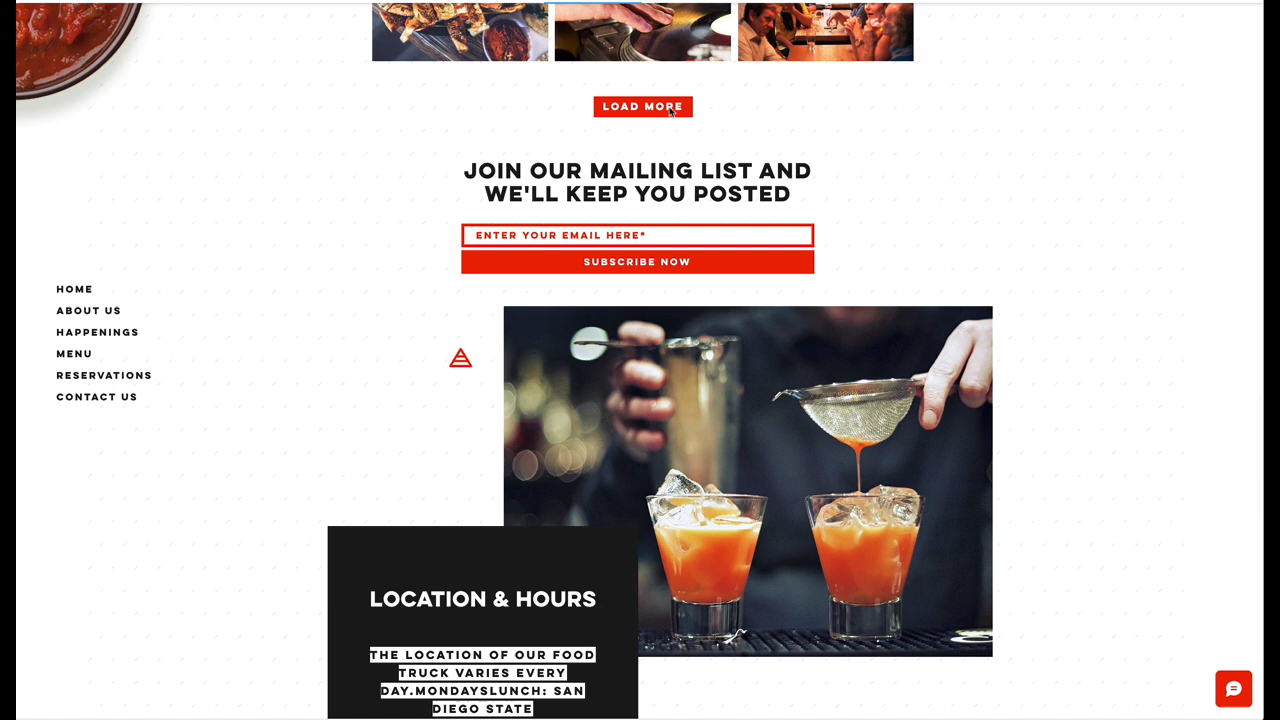 LOAD MORE
JOIN OUR MAILING LIST AND
WE'LL KEEP YOU POSTED
ENTER YOUR EMAIL HERE*
SUBSCRIBE NOW
HOME
ABOUT US
HAPPENINGS
MENU
RESERVATIONS
CONTACT US
LOCATION & HOURS
THE LOCATION OF OUR FOOD
TRUCK VARIES EVERY
DAY.MONDAYSLUNCH: SAN
DIEGO STATE